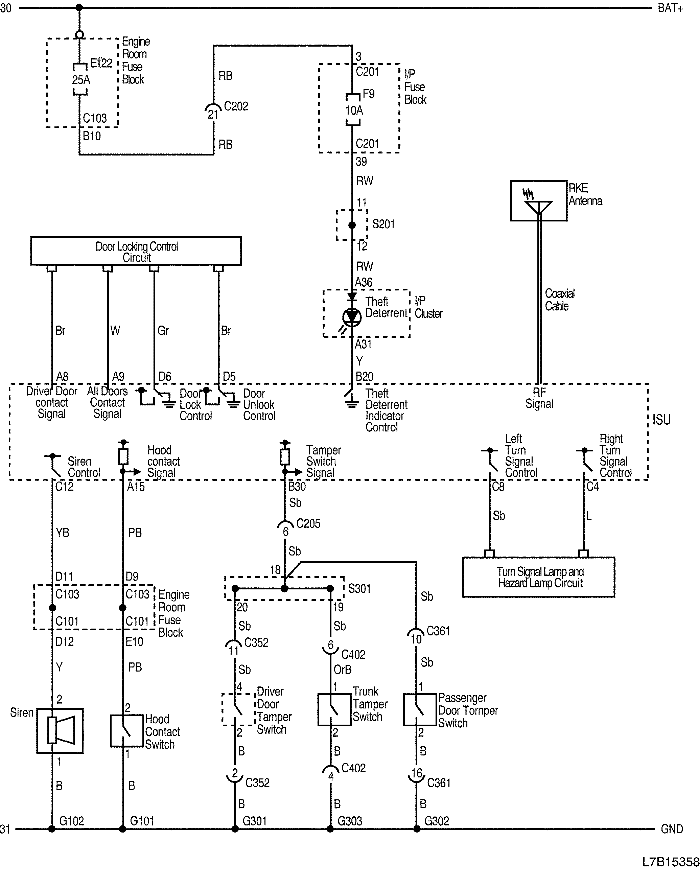 30 BAT+
Engine
Room
Fuse
Block
Ef22
25A
C103
B10
RB
C202
21
RB
3
C201
F9
10A
C201
39
I/P
Fuse
Block
RW
11
S201
12
RW
A36
Theft
Deterrent
I/P
Cluster
A31
Y
B20
RKE
Antenna
Coaxial
Cable
Door Locking Control
Circuit
Br W Gr Br
A8 A9 D6 D5
Driver Door
contact
Signal
All Doors
Contact
Signal
Door
Lock
Control
Door
Unlock
Control
Theft
Deterrent
Indicator
Control
RF
Signal
ISU
Siren
Control
Hood
contact
Signal
Tamper
Switch
Signal
Left
Turn
Signal
Control
Right
Turn
Signal
Control
C12 A15 B30 C8 C4
YB PB Sb Sb L
C205
6
Sb
Turn Signal Lamp and
Hazard Lamp Circuit
D11 D9
C103 C103
C101 C101
D12 E10
Engine
Room
Fuse
Block
18
S301
20 19
Sb Sb Sb
11 C352
6 C402
10 C361
Y PB Sb OrB Sb
2 2 4 1 1
Siren
Hood
Contact
Switch
Driver
Door
Tamper
Switch
Trunk
Tamper
Switch
Passenger
Door Tomper
Switch
1 1 2 2 2
B B B B B
2 C352
4 C402
16 C361
B B B
31 G102 G101 G301 G303 G302 GND
L7B15358